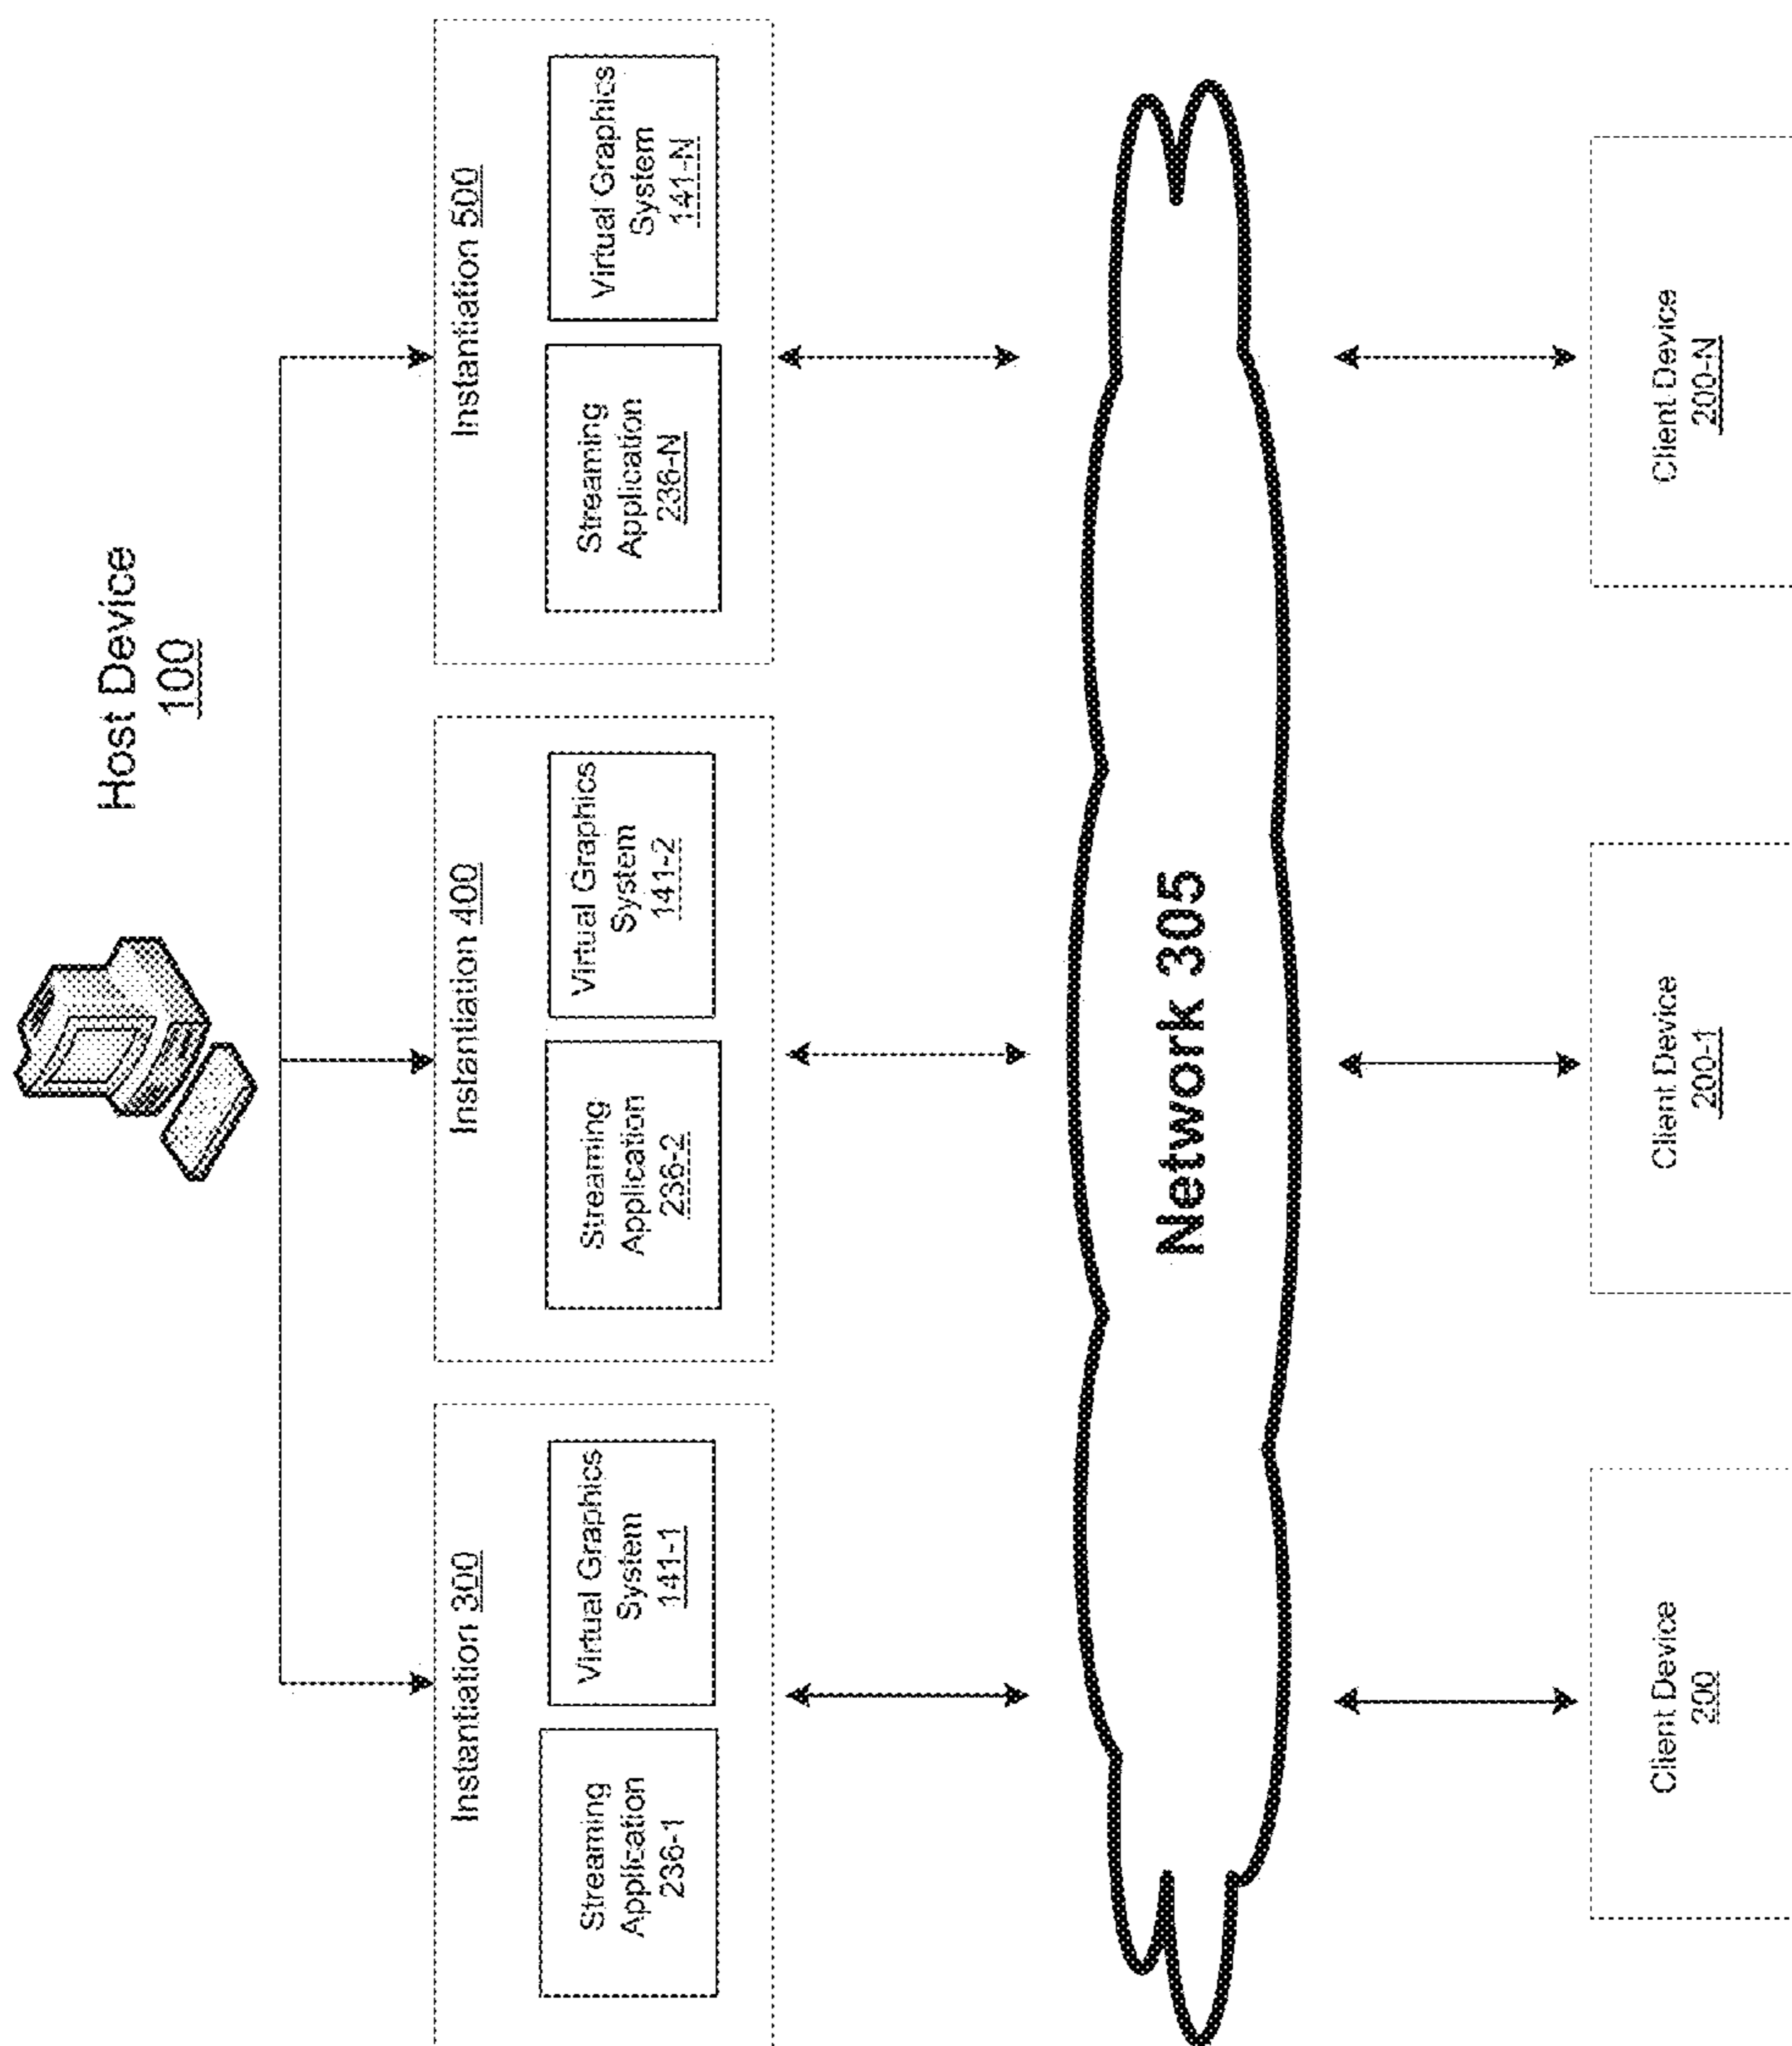 Host Device
100
Instantiation 300
Streaming
Application
236-1
Virtual Graphics
System
141-1
Instantiation 400
Streaming
Application
236-2
Virtual Graphics
System
141-2
Instantiation 500
Streaming
Application
236-N
Virtual Graphics
System
141-N
Network 305
Client Device
200
Client Device
200-1
Client Device
200-N